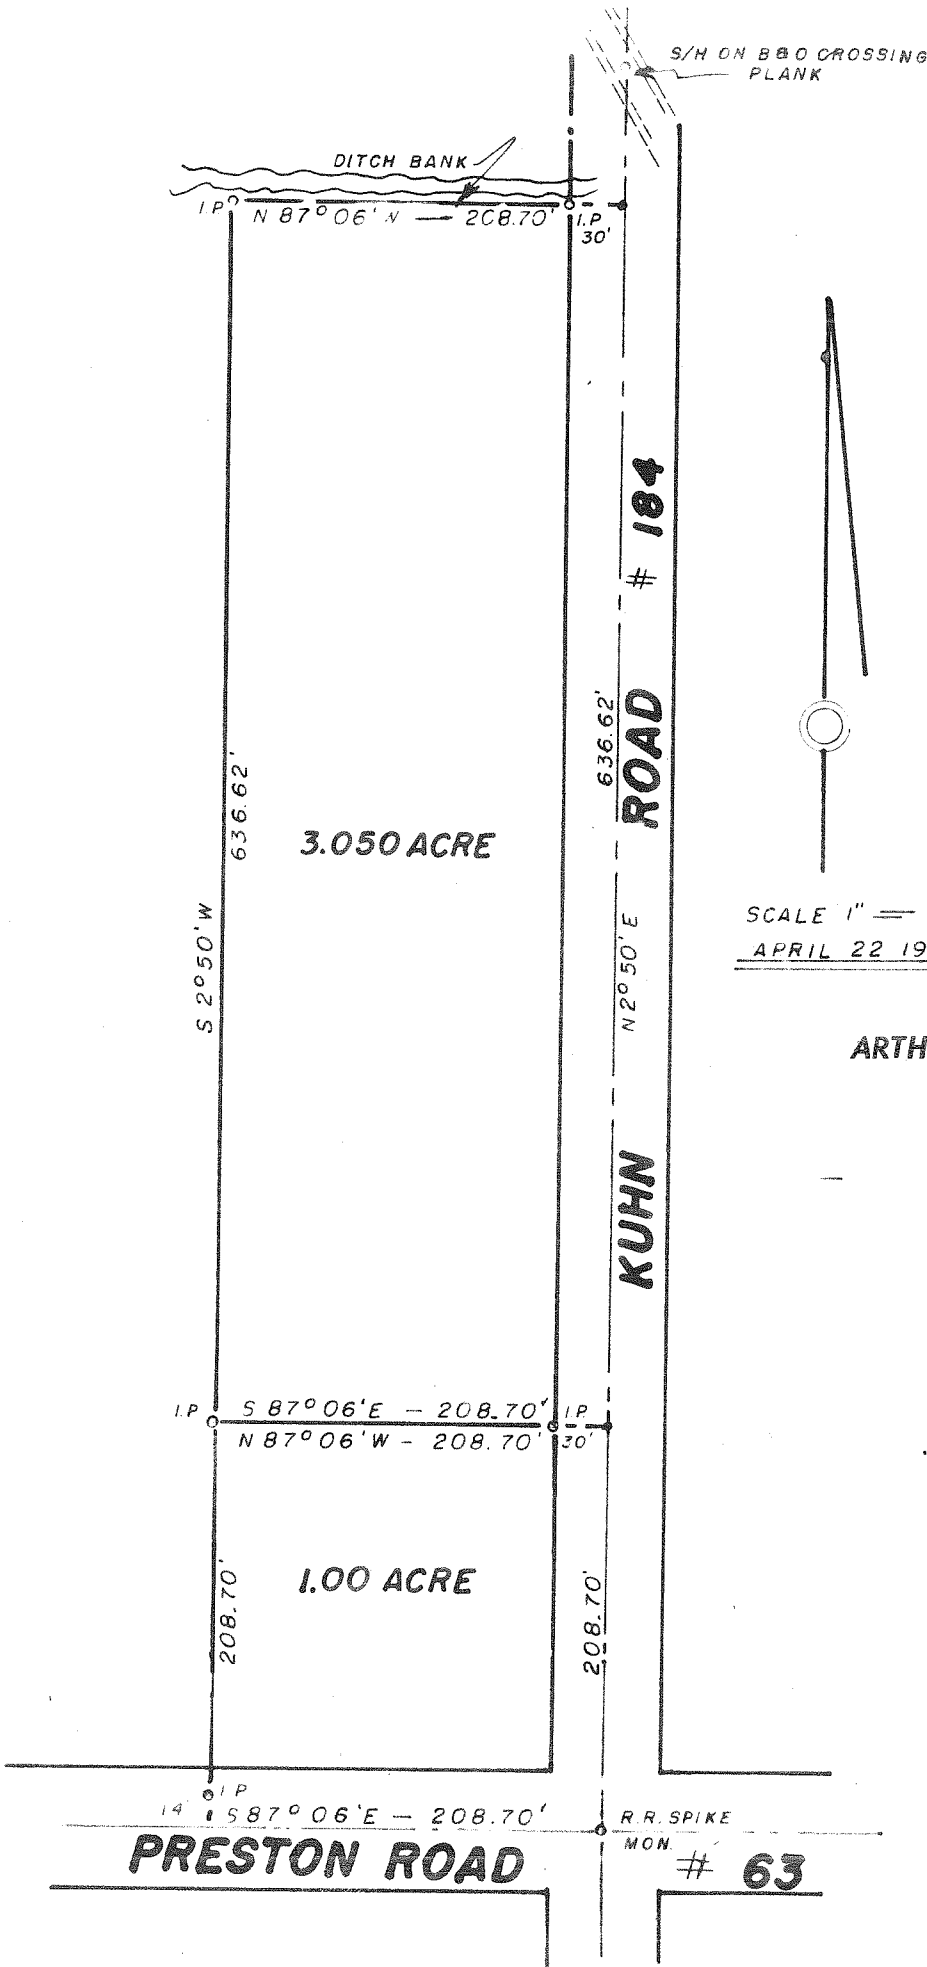 S/H ON B&O CROSSING
PLANK
DITCH BANK
I.P
N 87° 06' W — 208.70'
I.P
30'
# 184
ROAD
KUHN
636.62'
N 2° 50' E
636.62'
S 2° 50' W
3.050 ACRE
SCALE 1" =
APRIL 22 19
ARTH
I.P
S 87° 06' E - 208.70'
I.P.
N 87° 06' W - 208.70'
30'
1.00 ACRE
208.70'
208.70'
I P
14'
S 87° 06' E - 208.70'
R.R. SPIKE
MON.
PRESTON ROAD # 63